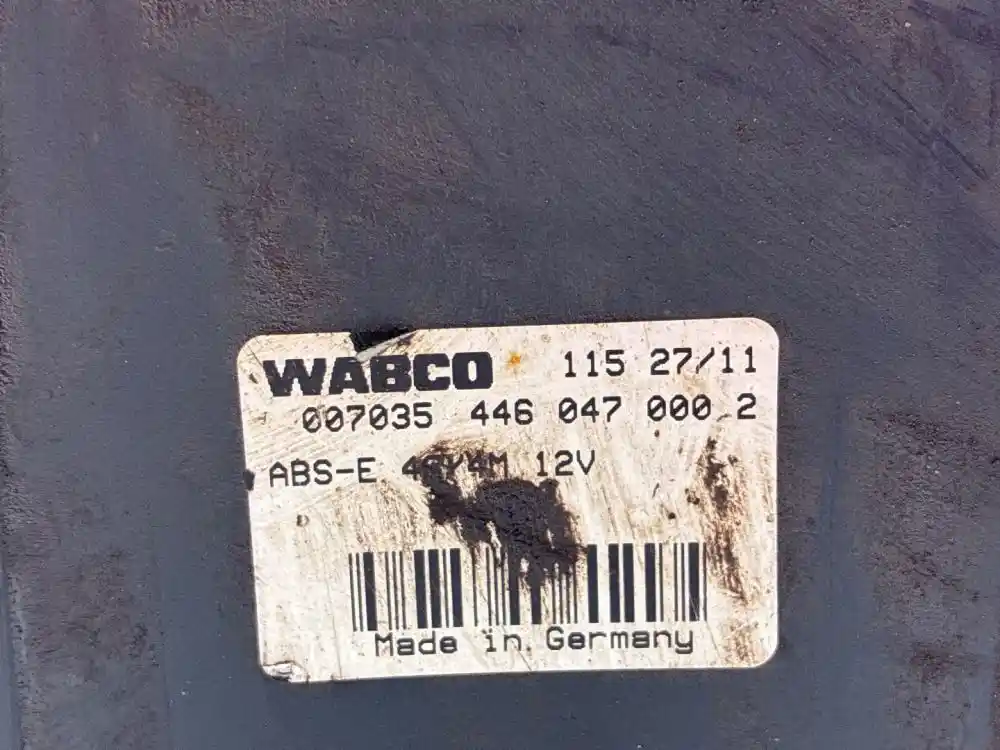 WABCO 115 27/11
007035 446 047 000 2
ABS-E 12V
Made in Germany